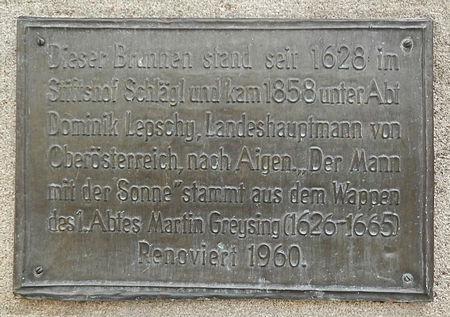 Dieser Brunnen stand seit 1628 im
Stiftshof Schlägl und kam 1858 unter Abt
Dominik Lepschy, Landeshauptmann von
Oberösterreich, nach Aigen. „Der Mann
mit der Sonne" stammt aus dem Wappen
des 1. Abtes Martin Greysing (1626-1665)
Renoviert 1960.